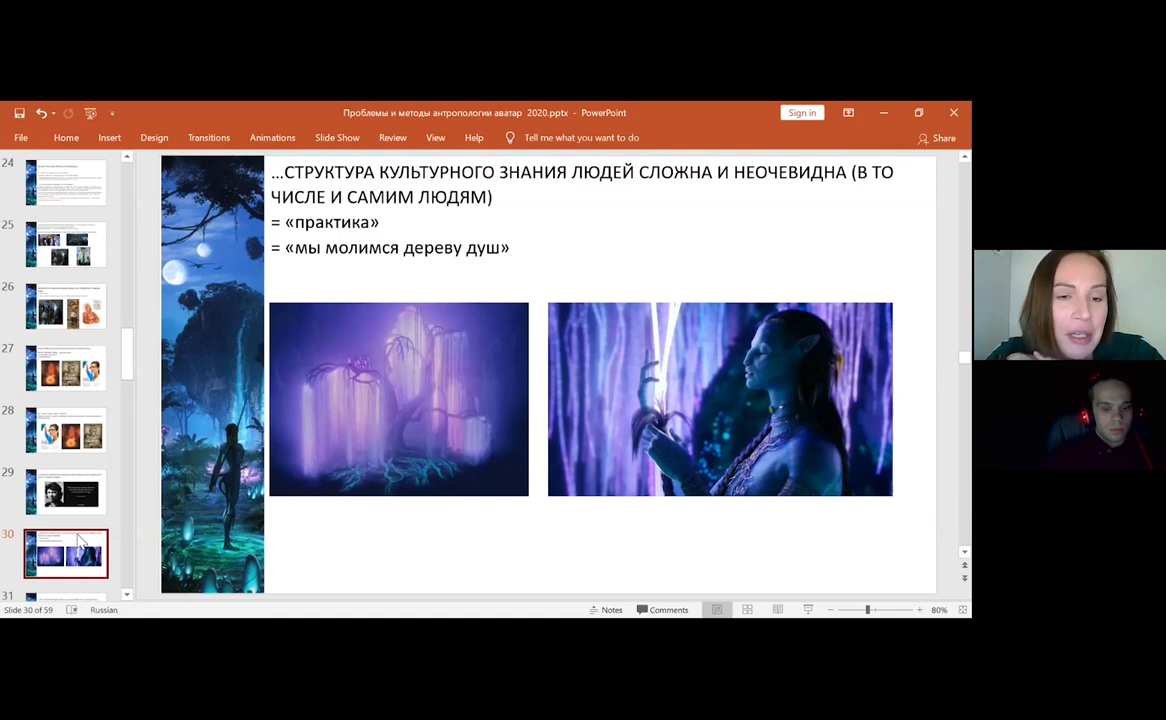 Проблемы и методы антропологии аватар 2020.pptx - PowerPoint
Sign in
File Home Insert Design Transitions Animations Slide Show Review View Help Tell me what you want to do
Share
24
25
26
27
28
29
30
31
...СТРУКТУРА КУЛЬТУРНОГО ЗНАНИЯ ЛЮДЕЙ СЛОЖНА И НЕОЧЕВИДНА (В ТО
ЧИСЛЕ И САМИМ ЛЮДЯМ)
= «практика»
= «мы молимся дереву душ»
Slide 30 of 59 Russian Notes Comments 80%